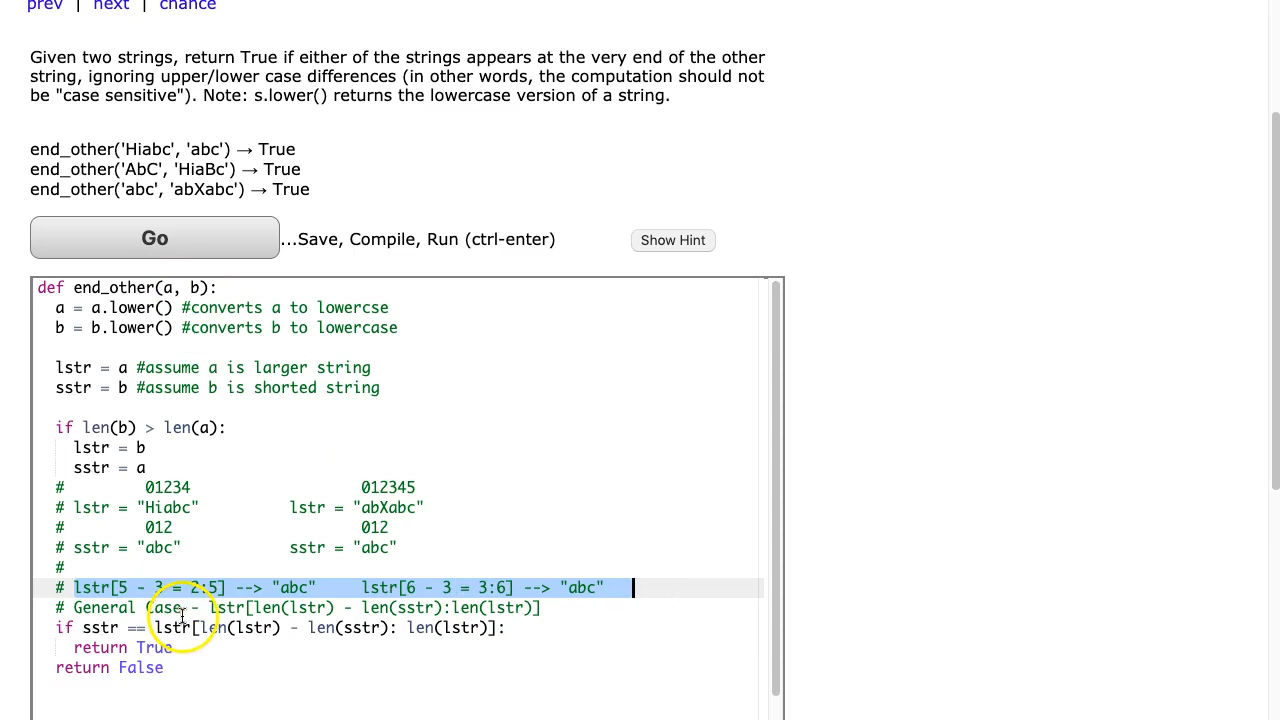 prev | next | chance
Given two strings, return True if either of the strings appears at the very end of the other
string, ignoring upper/lower case differences (in other words, the computation should not
be "case sensitive"). Note: s.lower() returns the lowercase version of a string.
end_other('Hiabc', 'abc') → True
end_other('AbC', 'HiaBc') → True
end_other('abc', 'abXabc') → True
Go ...Save, Compile, Run (ctrl-enter) Show Hint
def end_other(a, b):
  a = a.lower() #converts a to lowercse
  b = b.lower() #converts b to lowercase
  lstr = a #assume a is larger string
  sstr = b #assume b is shorted string
  if len(b) > len(a):
    lstr = b
    sstr = a
  #         01234                   012345
  # lstr = "Hiabc"          lstr = "abXabc"
  #         012                     012
  # sstr = "abc"            sstr = "abc"
  #
  # lstr[5 - 3 = 2:5] --> "abc"     lstr[6 - 3 = 3:6] --> "abc"
  # General Case - lstr[len(lstr) - len(sstr):len(lstr)]
  if sstr == lstr[len(lstr) - len(sstr): len(lstr)]:
    return True
  return False